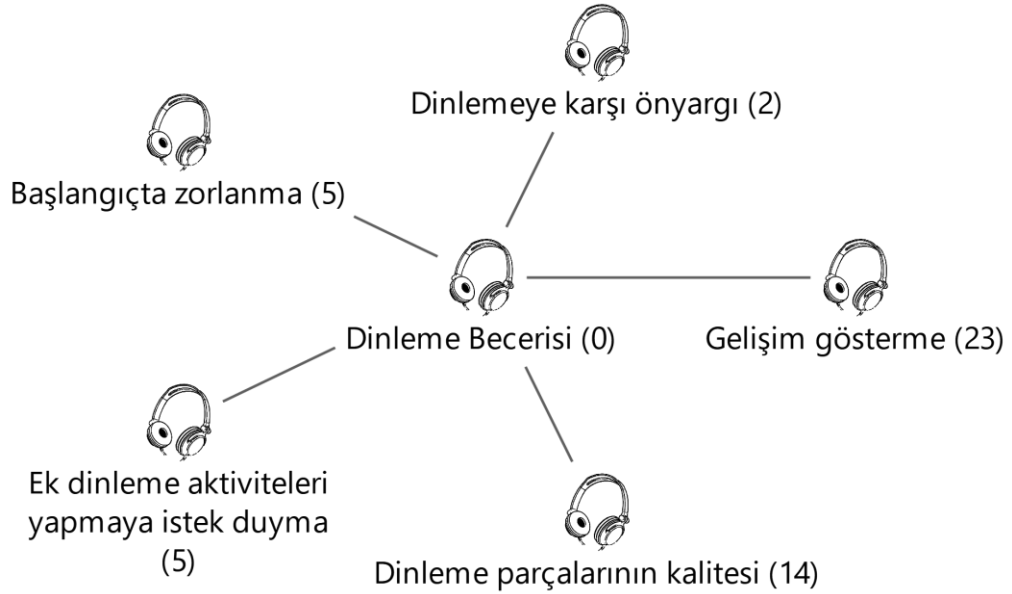 Dinlemeye karşı önyargı (2)
Başlangıçta zorlanma (5)
Dinleme Becerisi (0)
Gelişim gösterme (23)
Ek dinleme aktiviteleri
yapmaya istek duyma
(5)
Dinleme parçalarının kalitesi (14)